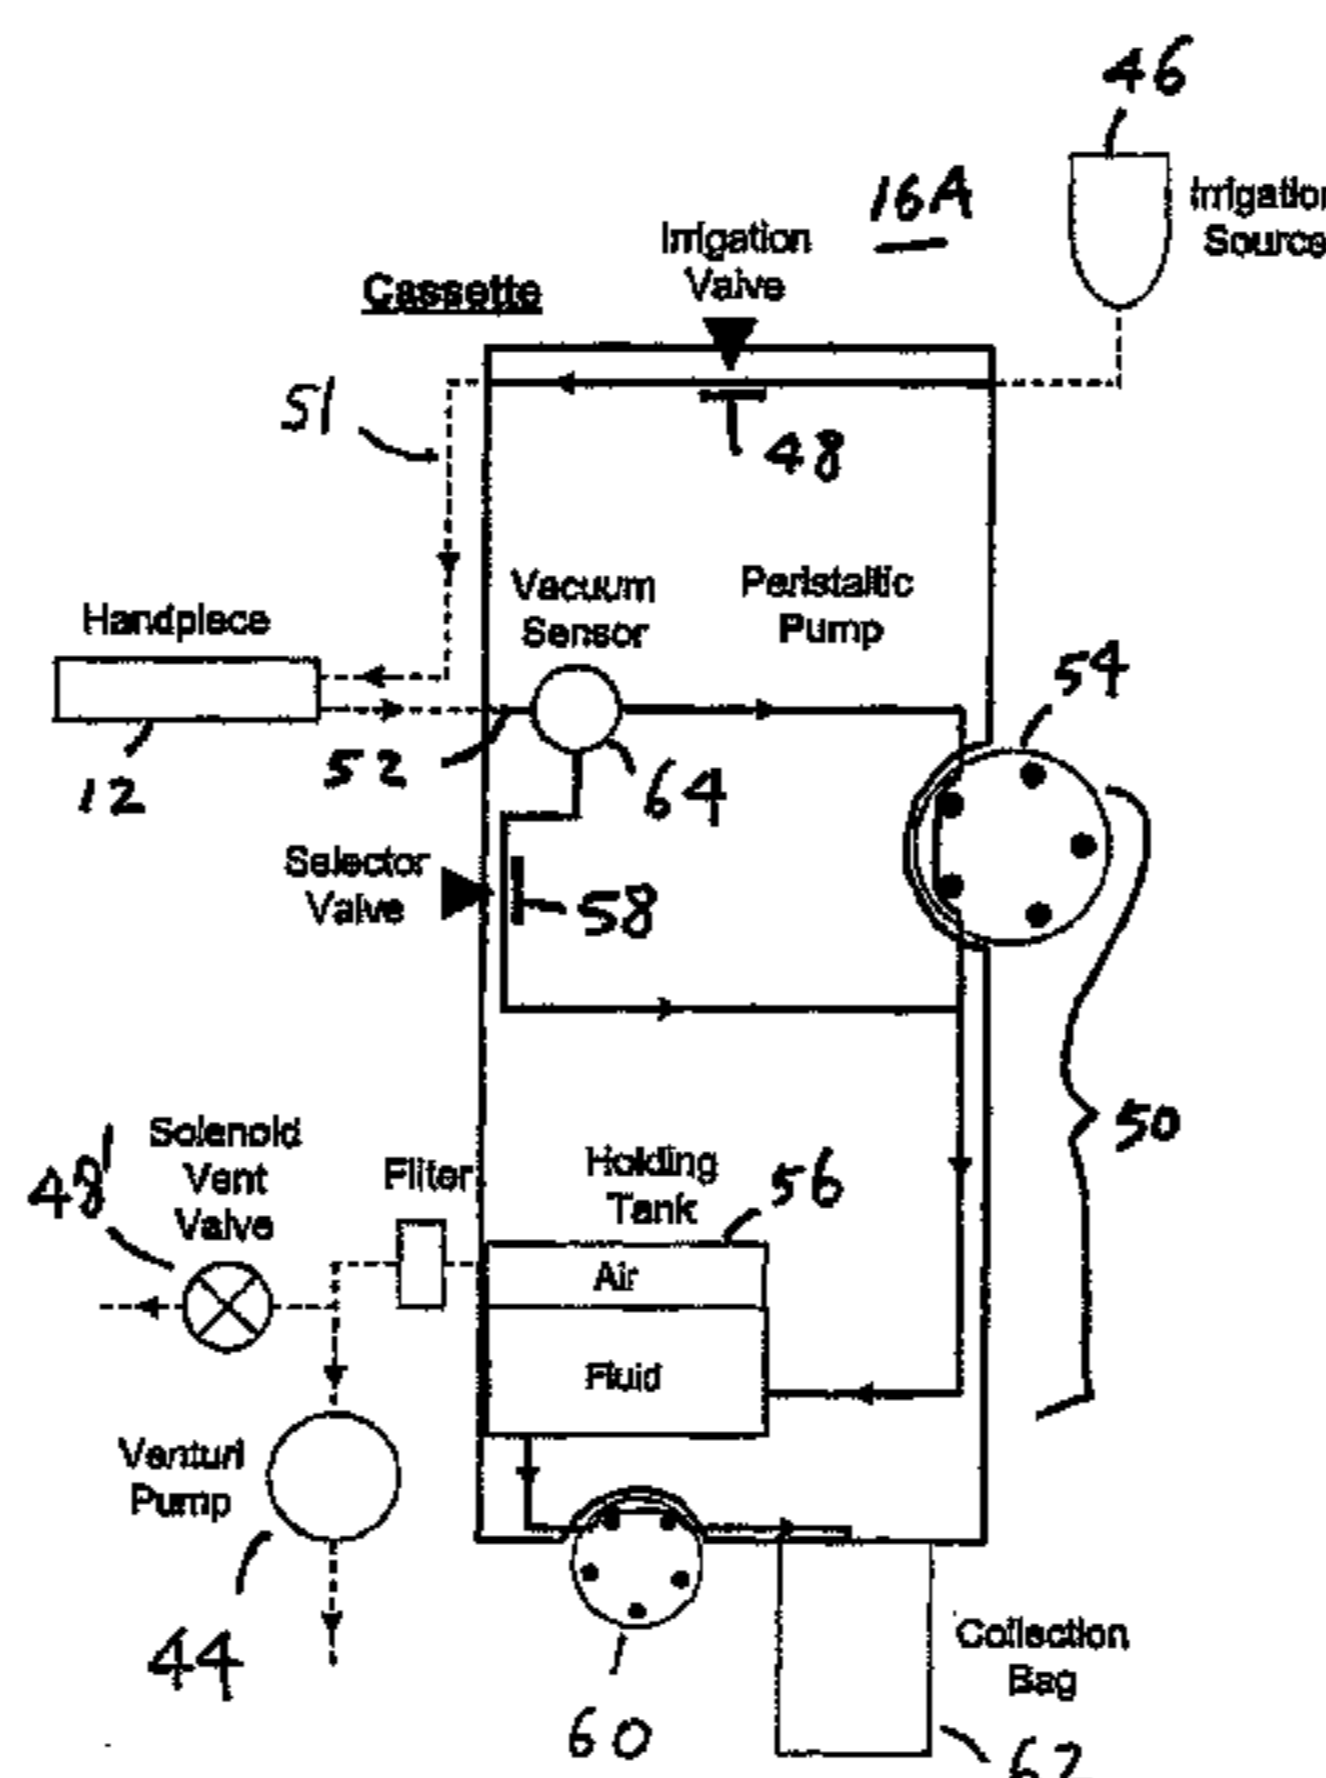 46
16A
Irrigation
Source
Irrigation
Valve
Cassette
51
48
Vacuum
Sensor
Peristaltic
Pump
Handpiece
54
52
64
12
Selector
Valve
58
50
Solenoid
Vent
Valve
48'
Filter
Holding
Tank
56
Air
Fluid
Venturi
Pump
44
60
Collection
Bag
62